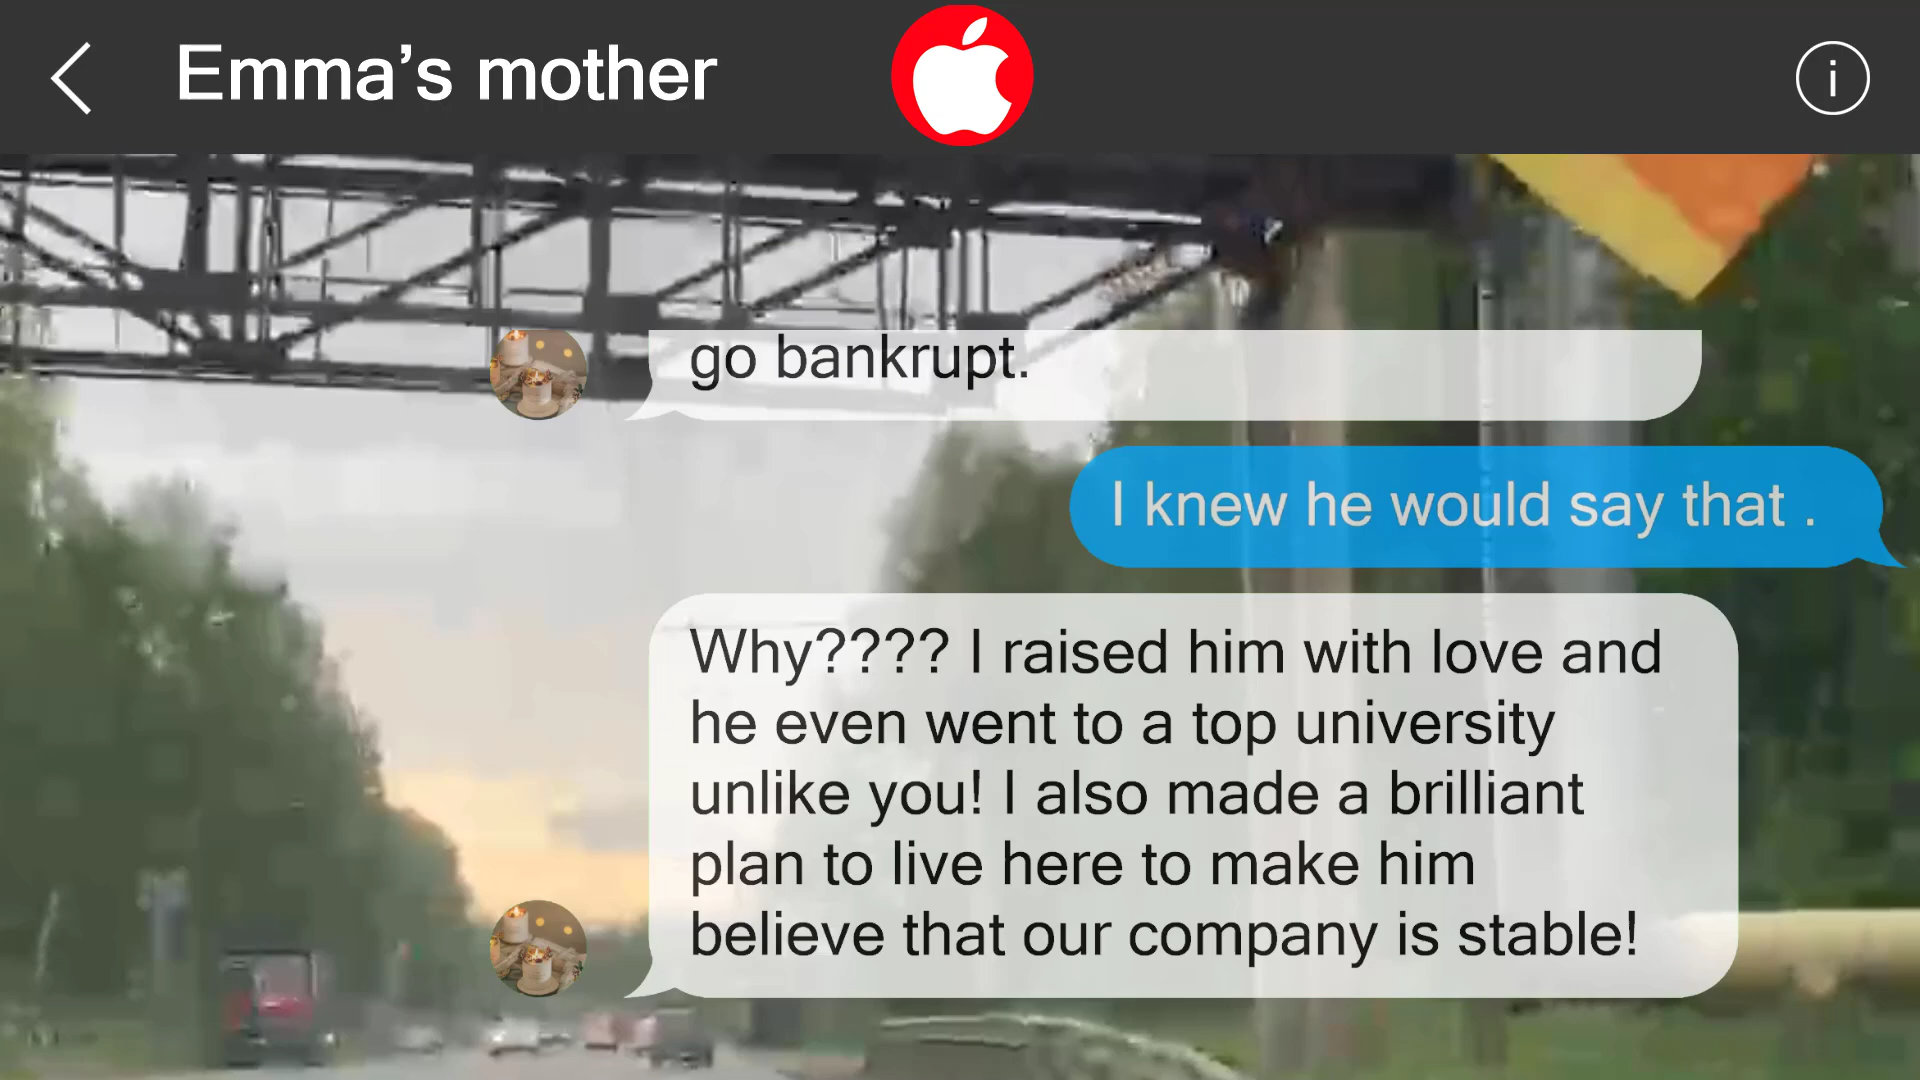 Emma's mother
i
go bankrupt.
I knew he would say that .
Why???? I raised him with love and
he even went to a top university
unlike you! I also made a brilliant
plan to live here to make him
believe that our company is stable!